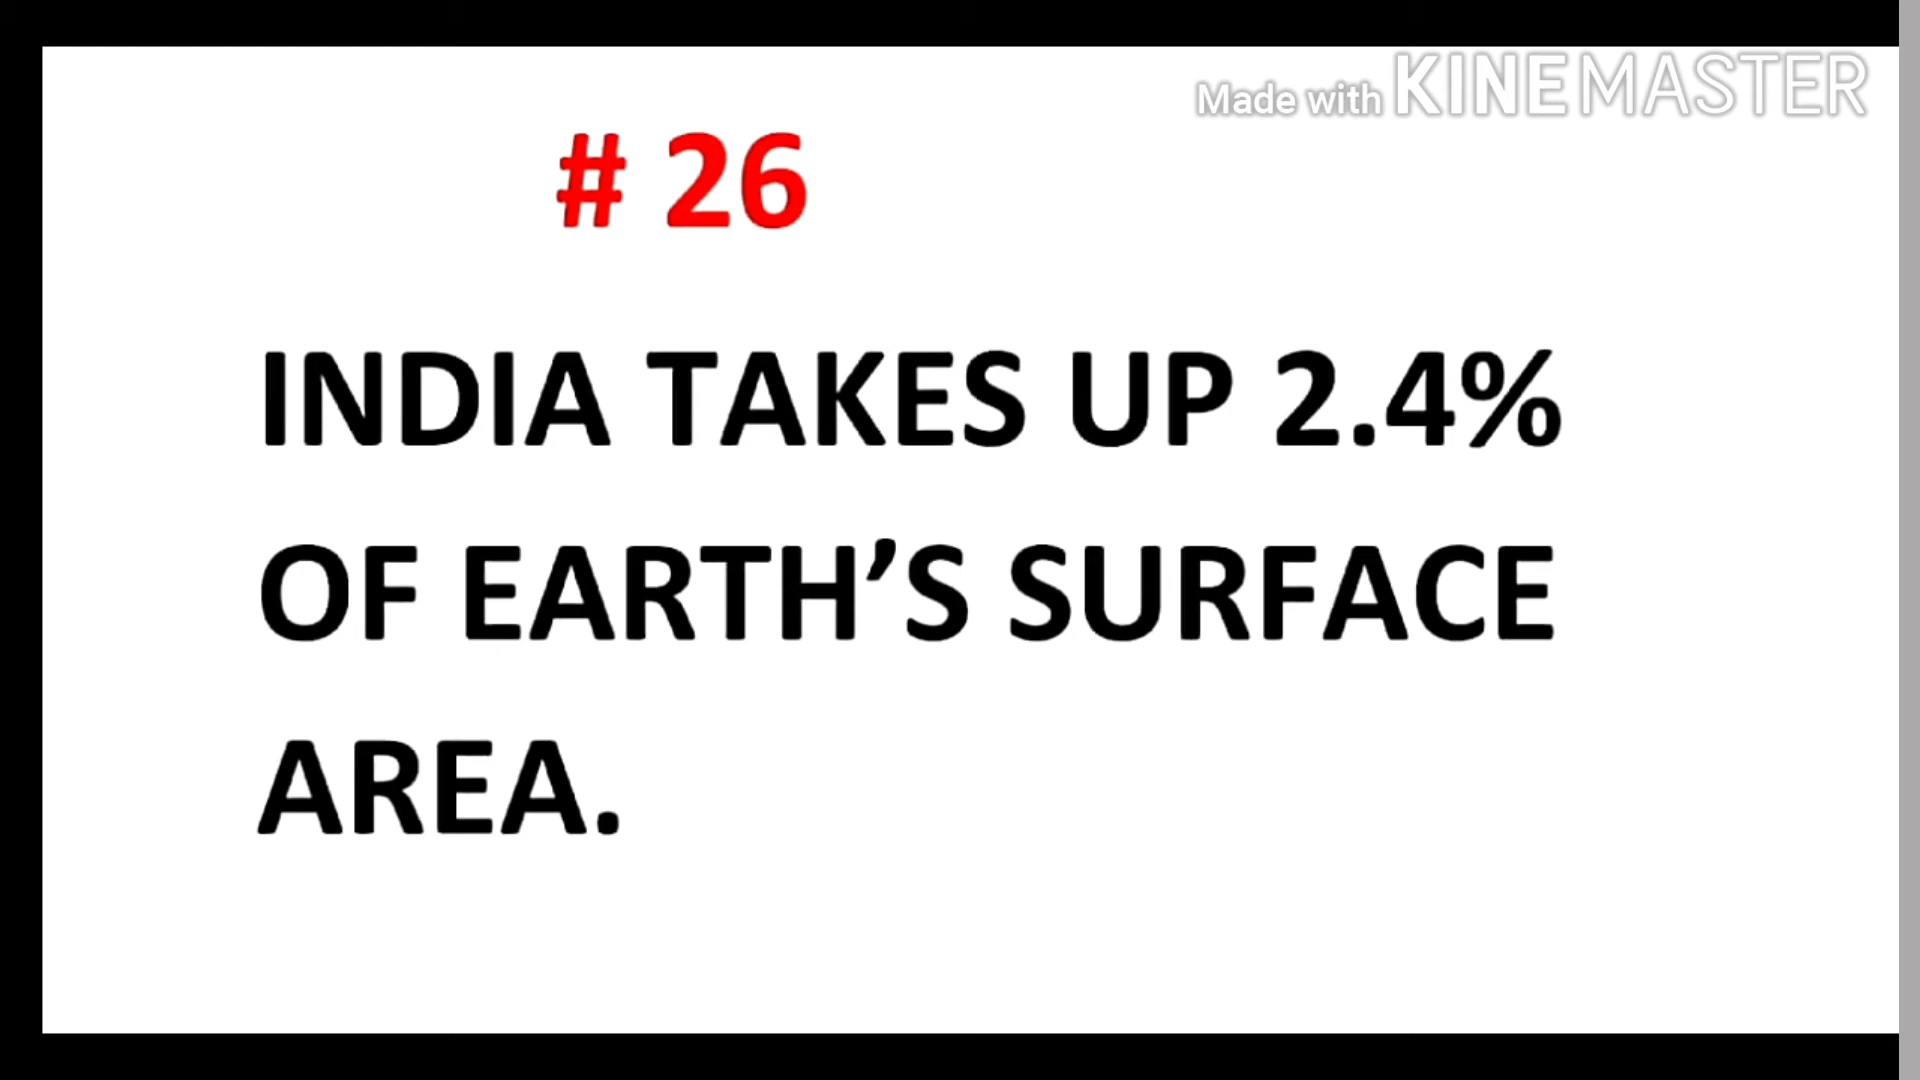 Made with KINEMASTER
# 26
INDIA TAKES UP 2.4%
OF EARTH’S SURFACE
AREA.